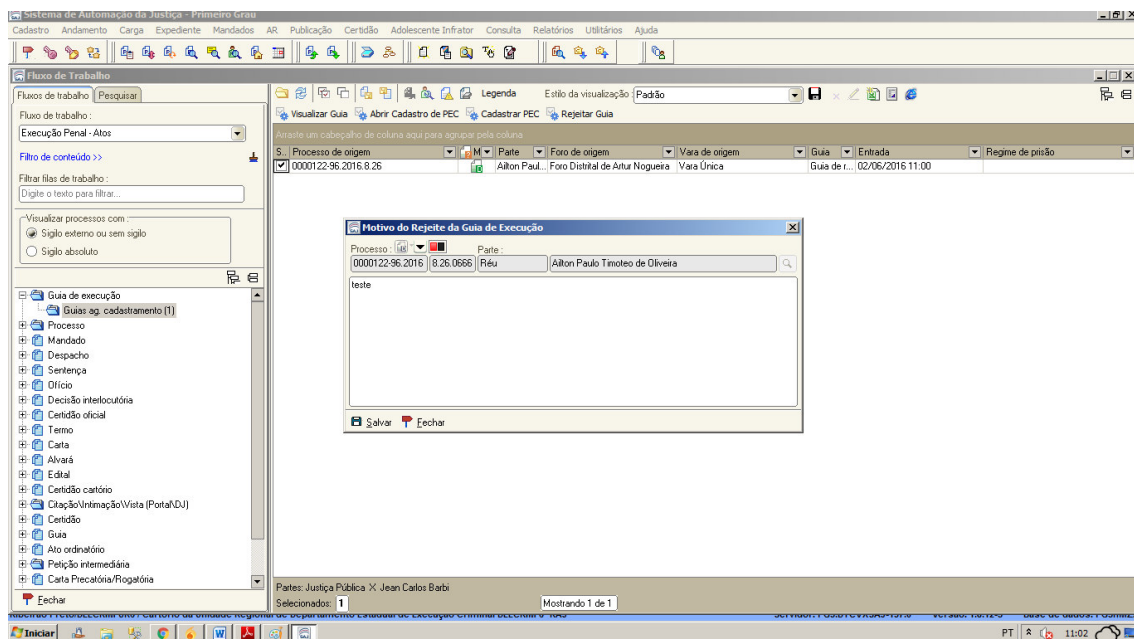 Sistema de Automação da Justiça - Primeiro Grau
Cadastro Andamento Carga Expediente Mandados AR Publicação Certidão Adolescente Infrator Consulta Relatórios Utilitários Ajuda
Fluxo de Trabalho
Fluxos de trabalho Pesquisar
Legenda Estilo da visualização: Padrão
Visualizar Guia Abrir Cadastro de PEC Cadastrar PEC Rejeitar Guia
Fluxo de trabalho :
Execução Penal - Atos
Filtro de conteúdo >>
Filtrar filas de trabalho :
Digite o texto para filtrar...
Visualizar processos com :
Sigilo externo ou sem sigilo
Sigilo absoluto
Guia de execução
Guias ag. cadastramento (1)
Processo
Mandado
Despacho
Sentença
Ofício
Decisão interlocutória
Certidão oficial
Termo
Carta
Alvará
Edital
Certidão cartório
Citação\Intimação\Vista (Portal\DJ)
Certidão
Guia
Ato ordinatório
Petição intermediária
Carta Precatória/Rogatória
Fechar
Arraste um cabeçalho de coluna aqui para agrupar pela coluna
S.. Processo de origem M Parte Foro de origem Vara de origem Guia Entrada Regime de prisão
0000122-96.2016.8.26 Ailton Paul... Foro Distrital de Artur Nogueira Vara Única Guia de r... 02/06/2016 11:00
Motivo do Rejeite da Guia de Execução
Processo : Parte :
0000122-96.2016 8.26.0666 Réu Ailton Paulo Timoteo de Oliveira
teste
Salvar Fechar
Partes: Justiça Pública X Jean Carlos Barbi
Selecionados: 1 Mostrando 1 de 1
Iniciar PT 11:02